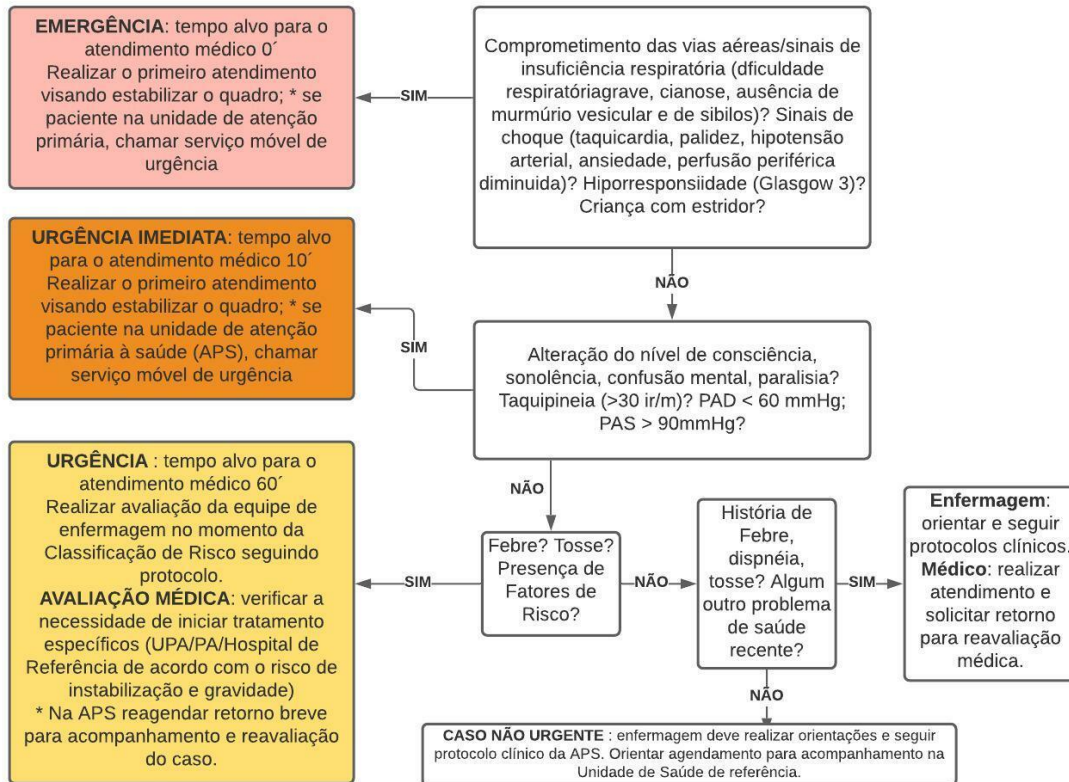 EMERGÊNCIA: tempo alvo para o
atendimento médico 0´
Realizar o primeiro atendimento
visando estabilizar o quadro; * se
paciente na unidade de atenção
primária, chamar serviço móvel de
urgência
SIM
Comprometimento das vias aéreas/sinais de
insuficiência respiratória (dficuldade
respiratóriagrave, cianose, ausência de
murmúrio vesicular e de sibilos)? Sinais de
choque (taquicardia, palidez, hipotensão
arterial, ansiedade, perfusão periférica
diminuida)? Hiporresponsiidade (Glasgow 3)?
Criança com estridor?
NÃO
URGÊNCIA IMEDIATA: tempo alvo
para o atendimento médico 10´
Realizar o primeiro atendimento
visando estabilizar o quadro; * se
paciente na unidade de atenção
primária à saúde (APS), chamar
serviço móvel de urgência
SIM
Alteração do nível de consciência,
sonolência, confusão mental, paralisia?
Taquipineia (>30 ir/m)? PAD < 60 mmHg;
PAS > 90mmHg?
NÃO
URGÊNCIA : tempo alvo para o
atendimento médico 60´
Realizar avaliação da equipe de
enfermagem no momento da
Classificação de Risco seguindo
protocolo.
AVALIAÇÃO MÉDICA: verificar a
necessidade de iniciar tratamento
específicos (UPA/PA/Hospital de
Referência de acordo com o risco de
instabilização e gravidade)
* Na APS reagendar retorno breve
para acompanhamento e reavaliação
do caso.
SIM
Febre? Tosse?
Presença de
Fatores de
Risco?
NÃO
História de
Febre,
dispnéia,
tosse? Algum
outro problema
de saúde
recente?
SIM
Enfermagem:
orientar e seguir
protocolos clínicos.
Médico: realizar
atendimento e
solicitar retorno
para reavaliação
médica.
NÃO
CASO NÃO URGENTE : enfermagem deve realizar orientações e seguir
protocolo clínico da APS. Orientar agendamento para acompanhamento na
Unidade de Saúde de referência.